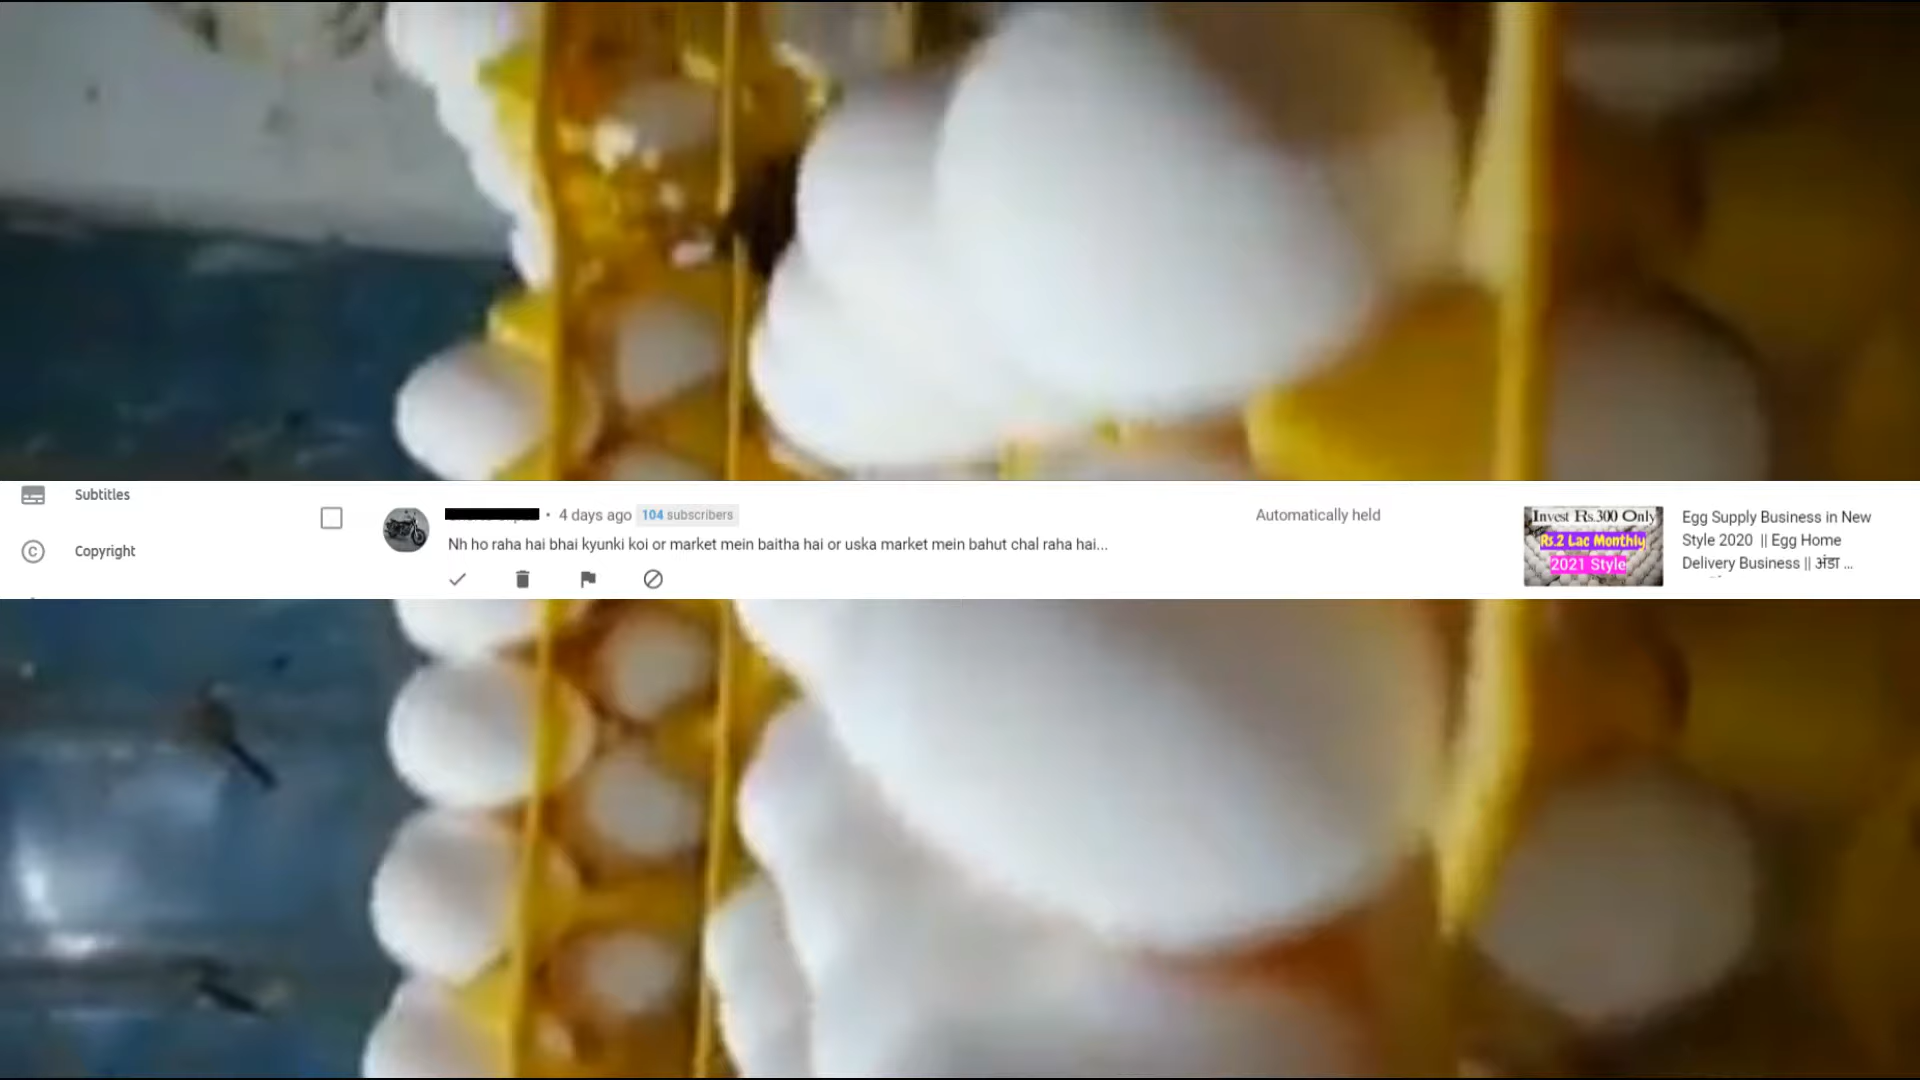 Subtitles
Copyright
• 4 days ago 104 subscribers
Nh ho raha hai bhai kyunki koi or market mein baitha hai or uska market mein bahut chal raha hai...
Automatically held
Invest Rs.300 Only
Rs.2 Lac Monthly
2021 Style
Egg Supply Business in New
Style 2020 || Egg Home
Delivery Business || अंडा ...